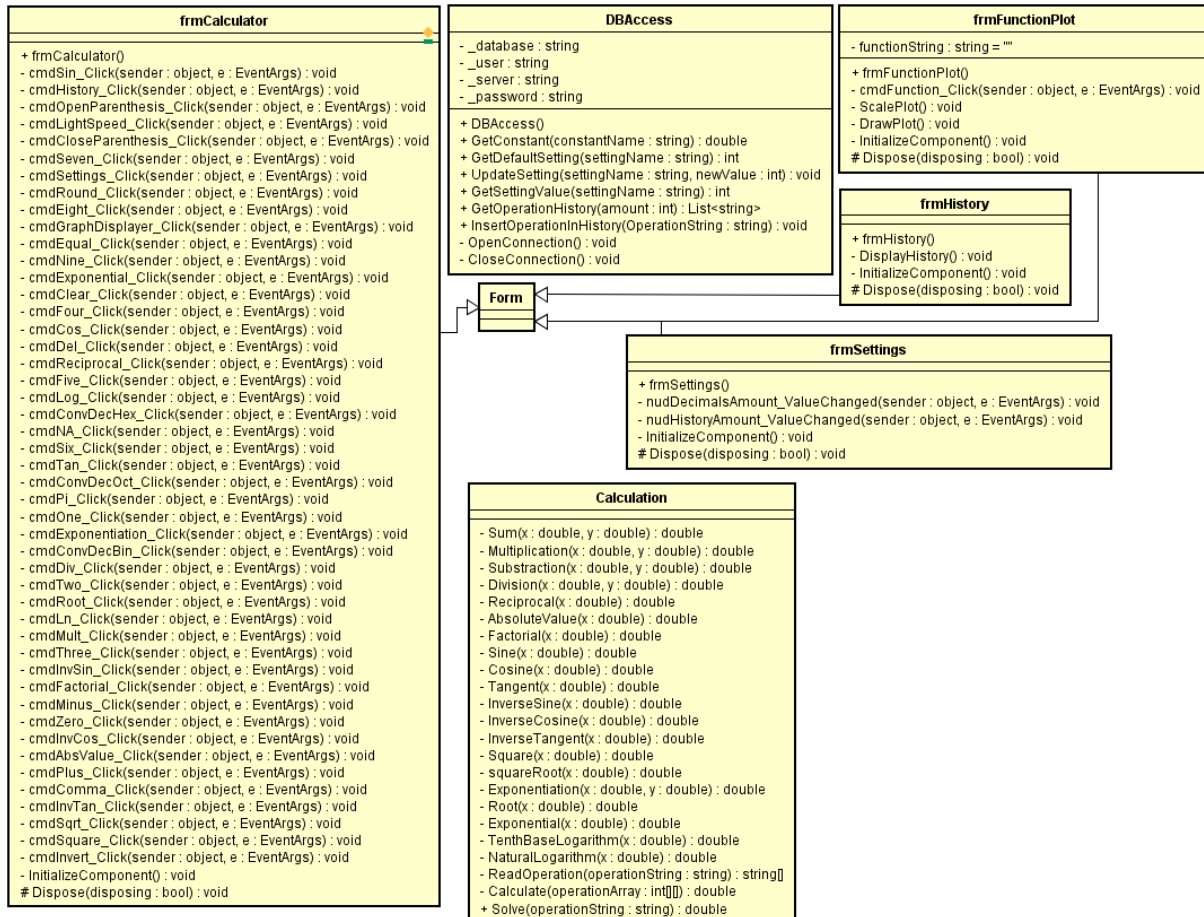 frmCalculator
+ frmCalculator()
- cmdSin_Click(sender : object, e : EventArgs) : void
- cmdHistory_Click(sender : object, e : EventArgs) : void
- cmdOpenParenthesis_Click(sender : object, e : EventArgs) : void
- cmdLightSpeed_Click(sender : object, e : EventArgs) : void
- cmdCloseParenthesis_Click(sender : object, e : EventArgs) : void
- cmdSeven_Click(sender : object, e : EventArgs) : void
- cmdSettings_Click(sender : object, e : EventArgs) : void
- cmdRound_Click(sender : object, e : EventArgs) : void
- cmdEight_Click(sender : object, e : EventArgs) : void
- cmdGraphDisplayer_Click(sender : object, e : EventArgs) : void
- cmdEqual_Click(sender : object, e : EventArgs) : void
- cmdNine_Click(sender : object, e : EventArgs) : void
- cmdExponential_Click(sender : object, e : EventArgs) : void
- cmdClear_Click(sender : object, e : EventArgs) : void
- cmdFour_Click(sender : object, e : EventArgs) : void
- cmdCos_Click(sender : object, e : EventArgs) : void
- cmdDel_Click(sender : object, e : EventArgs) : void
- cmdReciprocal_Click(sender : object, e : EventArgs) : void
- cmdFive_Click(sender : object, e : EventArgs) : void
- cmdLog_Click(sender : object, e : EventArgs) : void
- cmdConvDecHex_Click(sender : object, e : EventArgs) : void
- cmdNA_Click(sender : object, e : EventArgs) : void
- cmdSix_Click(sender : object, e : EventArgs) : void
- cmdTan_Click(sender : object, e : EventArgs) : void
- cmdConvDecOct_Click(sender : object, e : EventArgs) : void
- cmdPi_Click(sender : object, e : EventArgs) : void
- cmdOne_Click(sender : object, e : EventArgs) : void
- cmdExponentiation_Click(sender : object, e : EventArgs) : void
- cmdConvDecBin_Click(sender : object, e : EventArgs) : void
- cmdDiv_Click(sender : object, e : EventArgs) : void
- cmdTwo_Click(sender : object, e : EventArgs) : void
- cmdRoot_Click(sender : object, e : EventArgs) : void
- cmdLn_Click(sender : object, e : EventArgs) : void
- cmdMult_Click(sender : object, e : EventArgs) : void
- cmdThree_Click(sender : object, e : EventArgs) : void
- cmdInvSin_Click(sender : object, e : EventArgs) : void
- cmdFactorial_Click(sender : object, e : EventArgs) : void
- cmdMinus_Click(sender : object, e : EventArgs) : void
- cmdZero_Click(sender : object, e : EventArgs) : void
- cmdInvCos_Click(sender : object, e : EventArgs) : void
- cmdAbsValue_Click(sender : object, e : EventArgs) : void
- cmdPlus_Click(sender : object, e : EventArgs) : void
- cmdComma_Click(sender : object, e : EventArgs) : void
- cmdInvTan_Click(sender : object, e : EventArgs) : void
- cmdSqrt_Click(sender : object, e : EventArgs) : void
- cmdSquare_Click(sender : object, e : EventArgs) : void
- cmdInvert_Click(sender : object, e : EventArgs) : void
- InitializeComponent() : void
# Dispose(disposing : bool) : void
DBAccess
- _database : string
- _user : string
- _server : string
- _password : string
+ DBAccess()
+ GetConstant(constantName : string) : double
+ GetDefaultSetting(settingName : string) : int
+ UpdateSetting(settingName : string, newValue : int) : void
+ GetSettingValue(settingName : string) : int
+ GetOperationHistory(amount : int) : List<string>
+ InsertOperationInHistory(OperationString : string) : void
- OpenConnection() : void
- CloseConnection() : void
frmFunctionPlot
- functionString : string = ""
+ frmFunctionPlot()
- cmdFunction_Click(sender : object, e : EventArgs) : void
- ScalePlot() : void
- DrawPlot() : void
- InitializeComponent() : void
# Dispose(disposing : bool) : void
frmHistory
+ frmHistory()
- DisplayHistory() : void
- InitializeComponent() : void
# Dispose(disposing : bool) : void
Form
frmSettings
+ frmSettings()
- nudDecimalsAmount_ValueChanged(sender : object, e : EventArgs) : void
- nudHistoryAmount_ValueChanged(sender : object, e : EventArgs) : void
- InitializeComponent() : void
# Dispose(disposing : bool) : void
Calculation
- Sum(x : double, y : double) : double
- Multiplication(x : double, y : double) : double
- Substraction(x : double, y : double) : double
- Division(x : double, y : double) : double
- Reciprocal(x : double) : double
- AbsoluteValue(x : double) : double
- Factorial(x : double) : double
- Sine(x : double) : double
- Cosine(x : double) : double
- Tangent(x : double) : double
- InverseSine(x : double) : double
- InverseCosine(x : double) : double
- InverseTangent(x : double) : double
- Square(x : double) : double
- squareRoot(x : double) : double
- Exponentiation(x : double, y : double) : double
- Root(x : double) : double
- Exponential(x : double) : double
- TenthBaseLogarithm(x : double) : double
- NaturalLogarithm(x : double) : double
- ReadOperation(operationString : string) : string[]
- Calculate(operationArray : int[][]) : double
+ Solve(operationString : string) : double